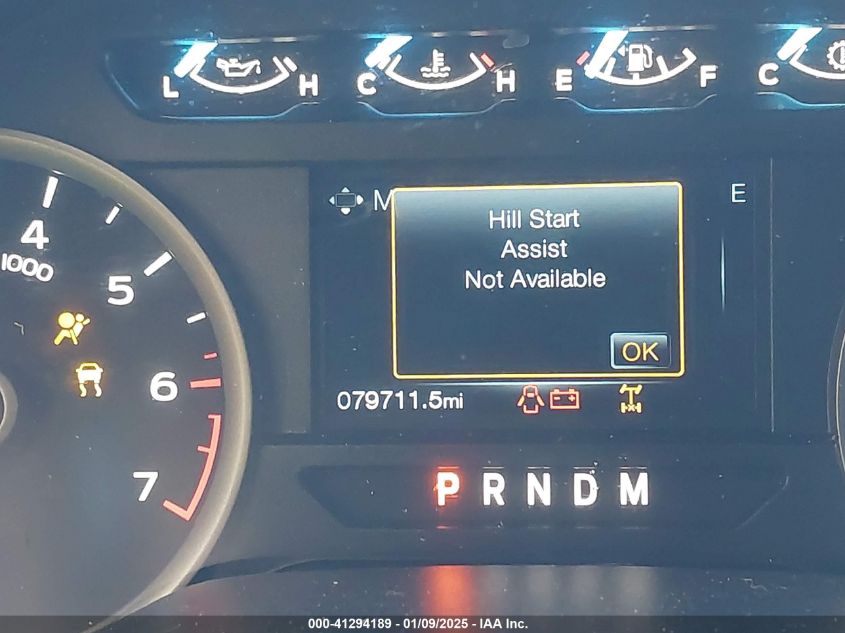 L H C H E F C
4
1000
5
6
7
M
E
Hill Start
Assist
Not Available
OK
079711.5mi
P R N D M
000-41294189 - 01/09/2025 - IAA Inc.